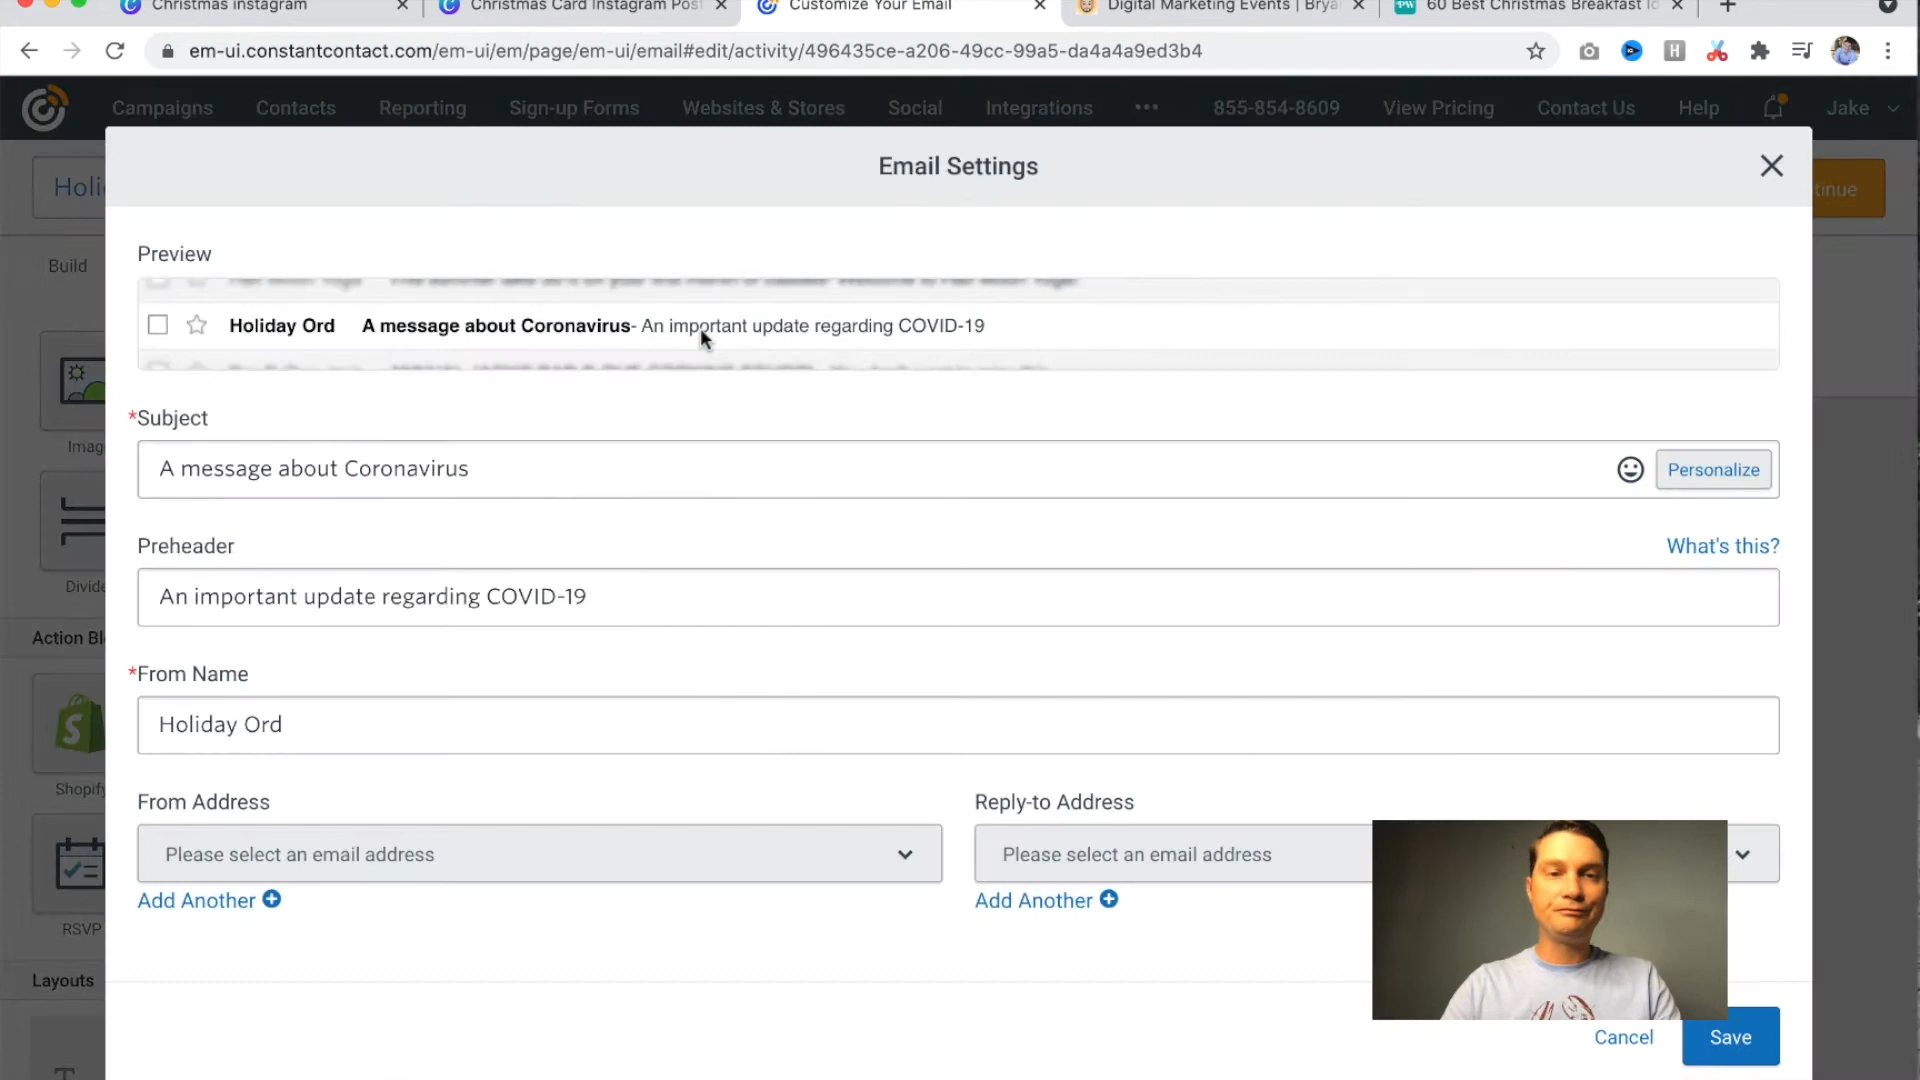 Christmas instagram
Christmas Card Instagram Post
Customize Your Email
Digital Marketing Events | Brya
60 Best Christmas Breakfast Id
em-ui.constantcontact.com/em-ui/em/page/em-ui/email#edit/activity/496435ce-a206-49cc-99a5-da4a4a9ed3b4
Campaigns Contacts Reporting Sign-up Forms Websites & Stores Social Integrations ••• 855-854-8609 View Pricing Contact Us Help Jake
Email Settings
Holi
tinue
Preview
Build
Holiday Ord A message about Coronavirus- An important update regarding COVID-19
*Subject
Imag
A message about Coronavirus
Personalize
Preheader
What's this?
Divide
An important update regarding COVID-19
Action Bl
*From Name
Holiday Ord
Shopify
From Address
Reply-to Address
Please select an email address
Please select an email address
Add Another
Add Another
RSVP
Layouts
Cancel
Save